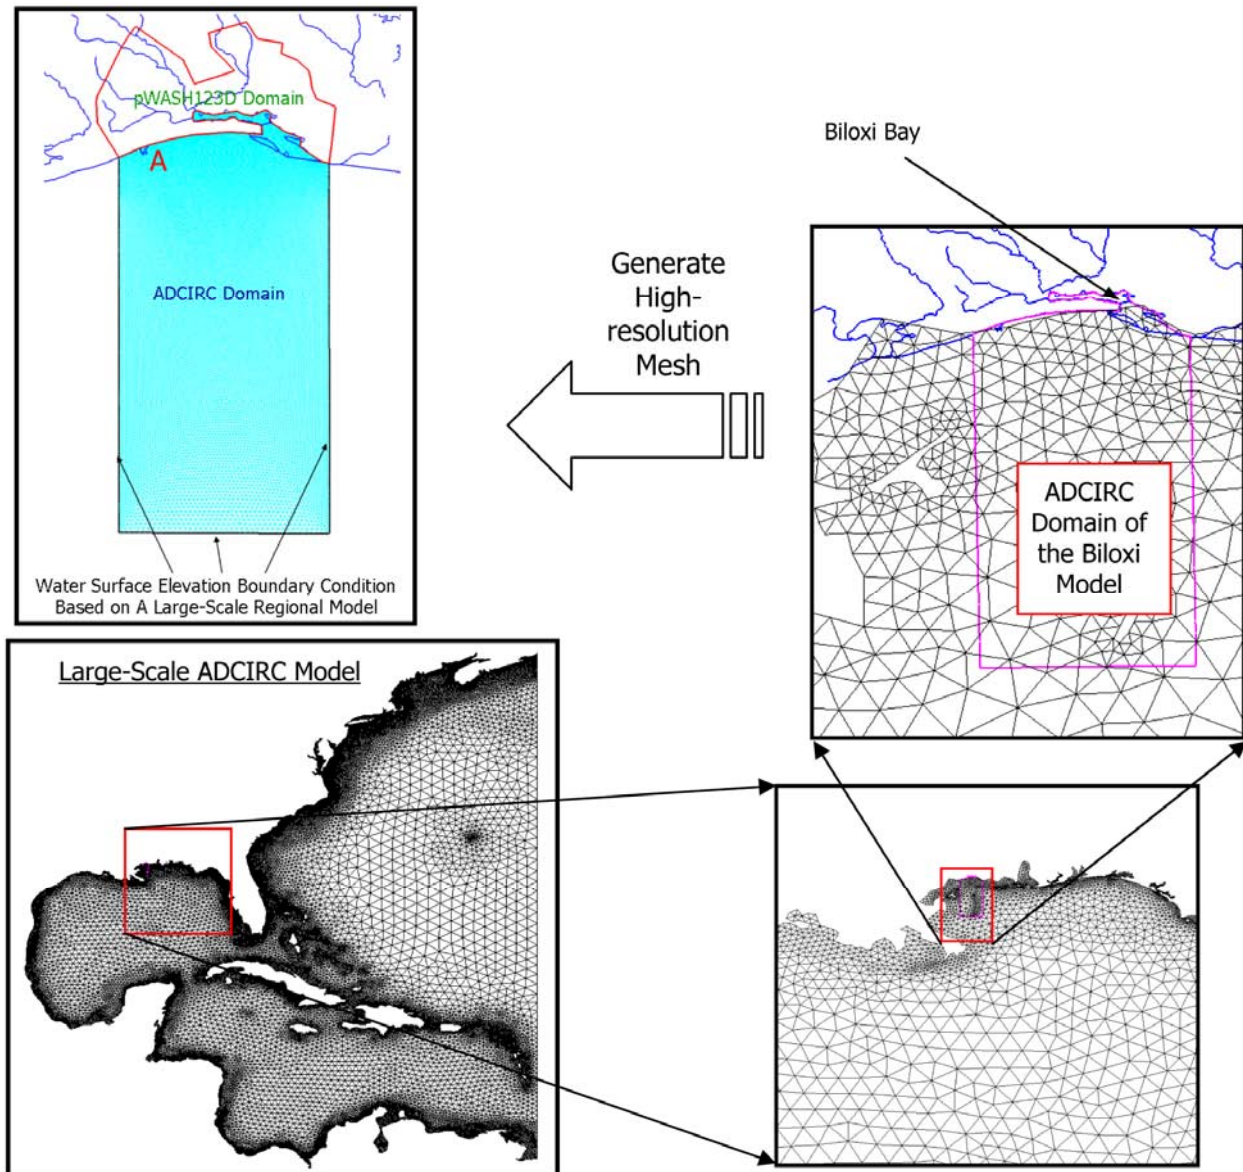 pWASH123D Domain
A
ADCIRC Domain
Water Surface Elevation Boundary Condition
Based on A Large-Scale Regional Model
Generate
High-
resolution
Mesh
Biloxi Bay
ADCIRC
Domain of
the Biloxi
Model
Large-Scale ADCIRC Model